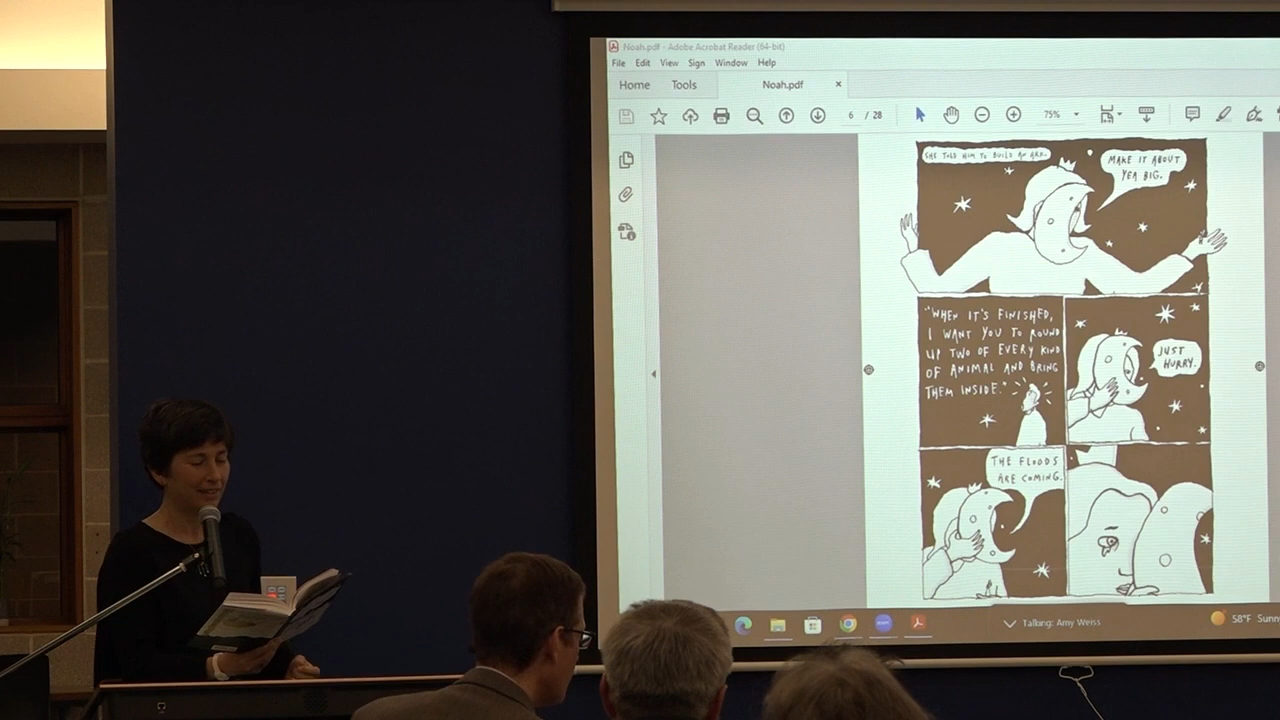 Noah.pdf - Adobe Acrobat Reader (64-bit)
File Edit View Sign Window Help
Home Tools Noah.pdf ×
6 / 28 75%
SHE TOLD HIM TO BUILD AN ARK.
MAKE IT ABOUT
YEA BIG.
"WHEN IT'S FINISHED,
I WANT YOU TO ROUND
UP TWO OF EVERY KIND
OF ANIMAL AND BRING
THEM INSIDE."
JUST
HURRY.
THE FLOODS
ARE COMING.
Talking: Amy Weiss
58°F Sunn